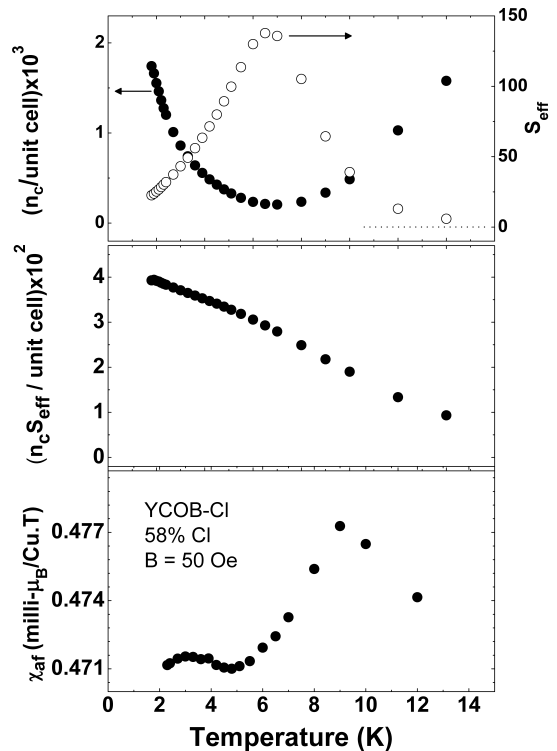 150
2
(n_c/unit cell)x10^3
S_eff
100
1
50
0
0
4
(n_cS_eff / unit cell)x10^2
3
2
1
0
YCOB-Cl
58% Cl
B = 50 Oe
0.477
χ_af (milli-μ_B/Cu.T)
0.474
0.471
0 2 4 6 8 10 12 14
Temperature (K)